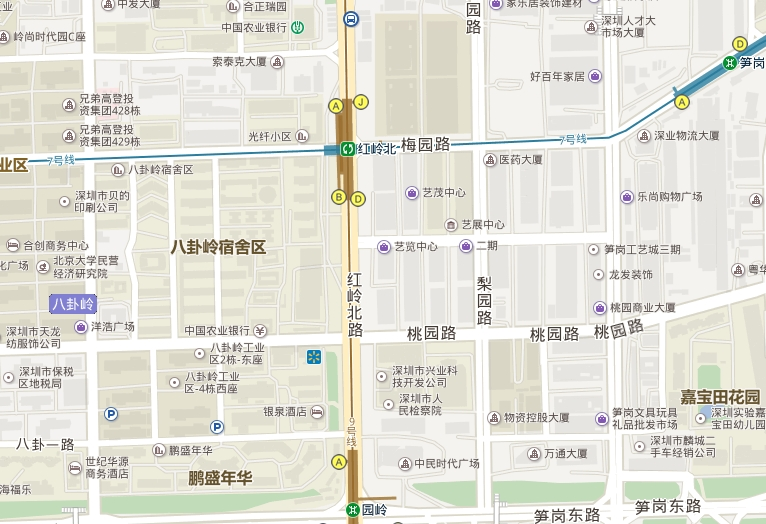 中发大厦
合正瑞园
园
路
家乐居装饰建材
深圳人才大
市场大厦
中国农业银行
岭尚时代园C座
D
笋岗
索泰克大厦
好百年家居
兄弟高登投
资集团428栋
A
J
A
兄弟高登投
资集团429栋
光纤小区
深业物流大厦
红岭北
梅园路
7号线
7号线
业区
医药大厦
八卦岭宿舍区
深圳市贝的
印刷公司
B
D
艺茂中心
乐尚购物广场
艺展中心
合创商务中心
八卦岭宿舍区
艺览中心
二期
笋岗工艺城三期
化广场
北京大学民营
经济研究院
龙发装饰
粤华
八卦岭
红岭北路
梨园路
桃园商业大厦
洋浩广场
中国农业银行
深圳市天龙
纺服饰公司
桃园路
桃园路
桃园路
八卦岭工业
区2栋-东座
深圳市保税
区地税局
八卦岭工业
区-4栋西座
深圳市兴业科
技开发公司
嘉宝田花园
深圳市人
民检察院
银泉酒店
P
P
物资控股大厦
笋岗文具玩具
礼品批发市场
深圳实验嘉
宝田幼儿园
9号线
八卦一路
鹏盛年华
深圳市麟城二
手车经销公司
万通大厦
世纪华源
商务酒店
A
中民时代广场
鹏盛年华
海福乐
园岭
笋岗东路
笋岗东路